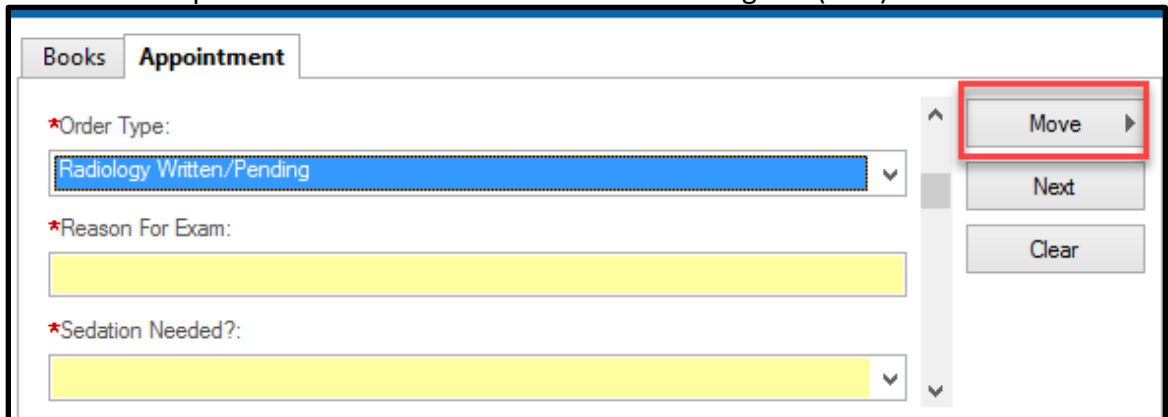 Books Appointment
*Order Type:
Move
Radiology Written/Pending
Next
*Reason For Exam:
Clear
*Sedation Needed?: